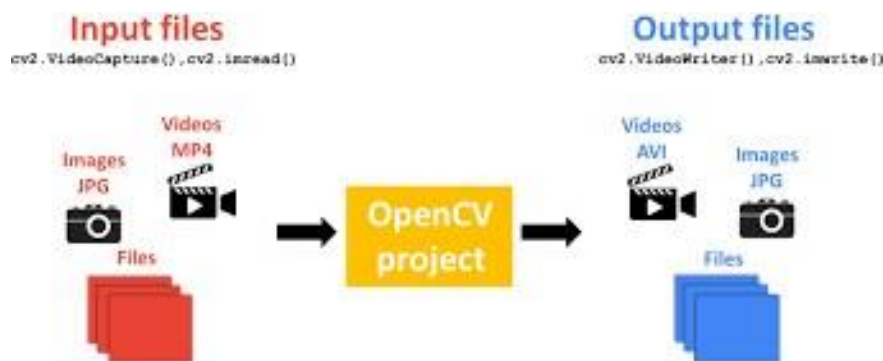 Input files
cv2.VideoCapture(),cv2.imread()
Videos
MP4
Images
JPG
Files
OpenCV
project
Output files
cv2.VideoWriter(),cv2.imwrite()
Videos
AVI
Images
JPG
Files